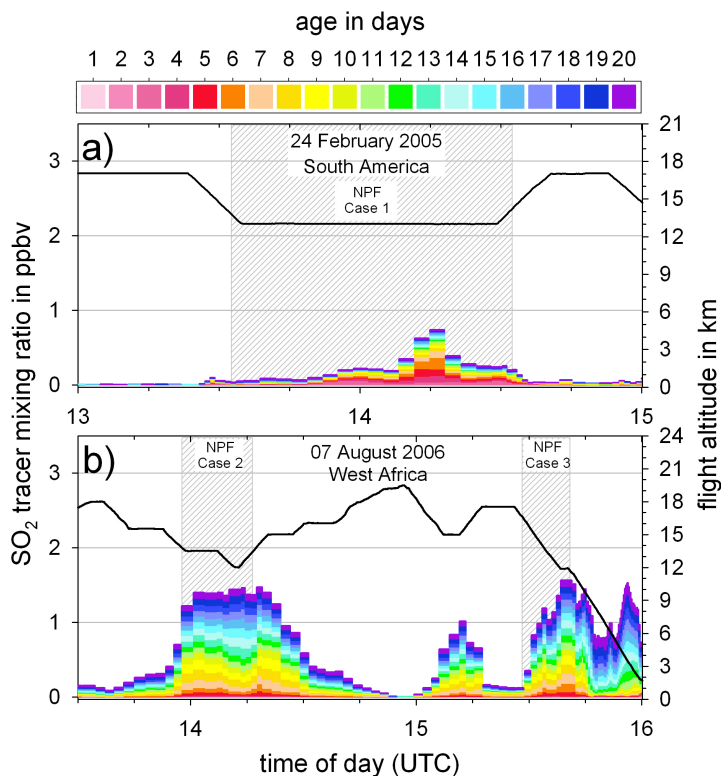 age in days
1 2 3 4 5 6 7 8 9 10 11 12 13 14 15 16 17 18 19 20
a)
24 February 2005
South America
NPF
Case 1
3
2
1
0
21
18
15
12
9
6
3
0
13 14 15
SO₂ tracer mixing ratio in ppbv
flight altitude in km
b)
NPF
Case 2
07 August 2006
West Africa
NPF
Case 3
3
2
1
0
24
21
18
15
12
9
6
3
0
14 15 16
time of day (UTC)